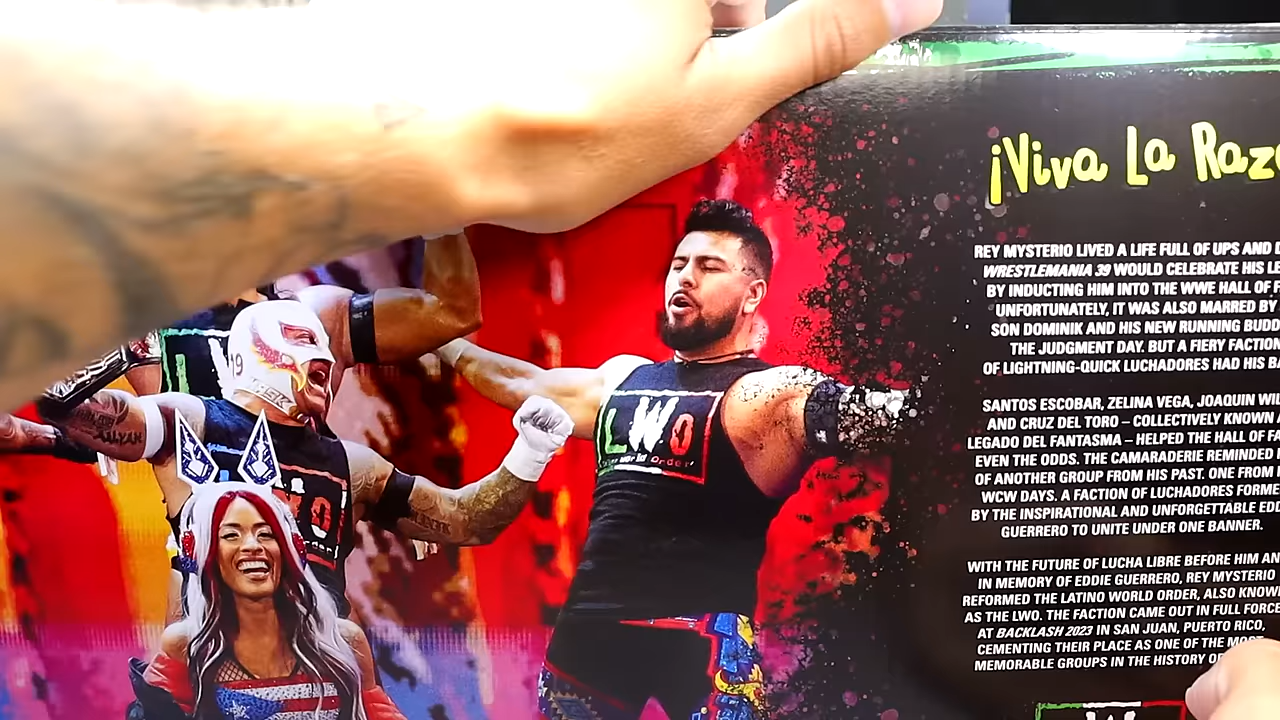 ¡Viva La Raz
REY MYSTERIO LIVED A LIFE FULL OF UPS AND
WRESTLEMANIA 39 WOULD CELEBRATE HIS
BY INDUCTING HIM INTO THE WWE HALL OF
UNFORTUNATELY, IT WAS ALSO MARRED BY
SON DOMINIK AND HIS NEW RUNNING BUDD
THE JUDGMENT DAY. BUT A FIERY FACTION
OF LIGHTNING-QUICK LUCHADORES HAD HIS BA
SANTOS ESCOBAR, ZELINA VEGA, JOAQUIN WIL
AND CRUZ DEL TORO – COLLECTIVELY KNOWN
LEGADO DEL FANTASMA – HELPED THE HALL OF FA
EVEN THE ODDS. THE CAMARADERIE REMINDED
OF ANOTHER GROUP FROM HIS PAST. ONE FROM
WCW DAYS. A FACTION OF LUCHADORES FORME
BY THE INSPIRATIONAL AND UNFORGETTABLE EDD
GUERRERO TO UNITE UNDER ONE BANNER.
WITH THE FUTURE OF LUCHA LIBRE BEFORE HIM AN
IN MEMORY OF EDDIE GUERRERO, REY MYSTERIO
REFORMED THE LATINO WORLD ORDER, ALSO KNOW
AS THE LWO. THE FACTION CAME OUT IN FULL FORCE
AT BACKLASH 2023 IN SAN JUAN, PUERTO RICO,
CEMENTING THEIR PLACE AS ONE OF THE MOST
MEMORABLE GROUPS IN THE HISTORY OF
LWO
619